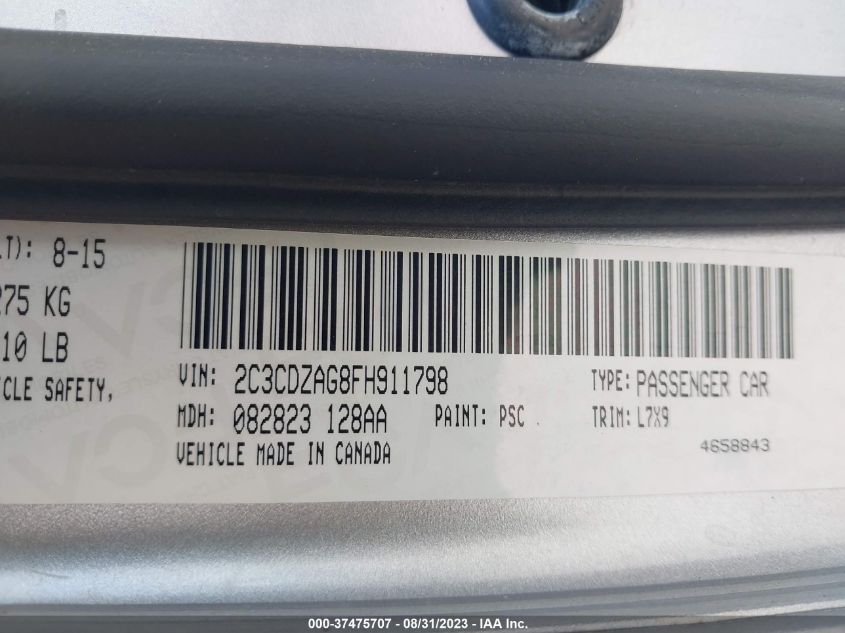 LT): 8-15
275 KG
10 LB
ICLE SAFETY,
VIN: 2C3CDZAG8FH911798 TYPE: PASSENGER CAR
MDH: 082823 128AA PAINT: PSC TRIM: L7X9
VEHICLE MADE IN CANADA 4658843
000-37475707 - 08/31/2023 - IAA Inc.